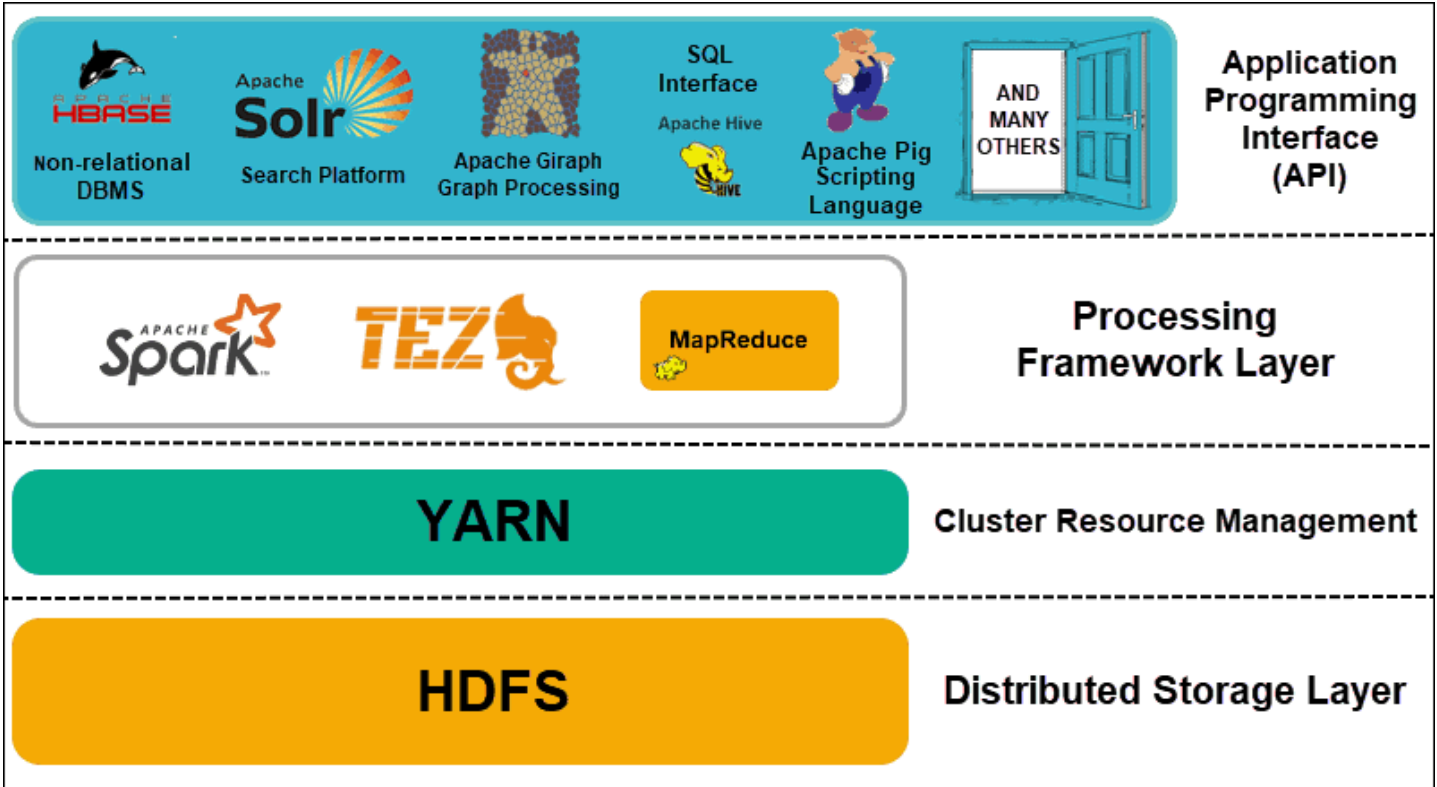 APACHE
HBASE
Non-relational
DBMS
Apache
Solr
Search Platform
Apache Giraph
Graph Processing
SQL
Interface
Apache Hive
HIVE
Apache Pig
Scripting
Language
AND
MANY
OTHERS
Application
Programming
Interface
(API)
APACHE
Spark™
TEZ
MapReduce
Processing
Framework Layer
YARN
Cluster Resource Management
HDFS
Distributed Storage Layer